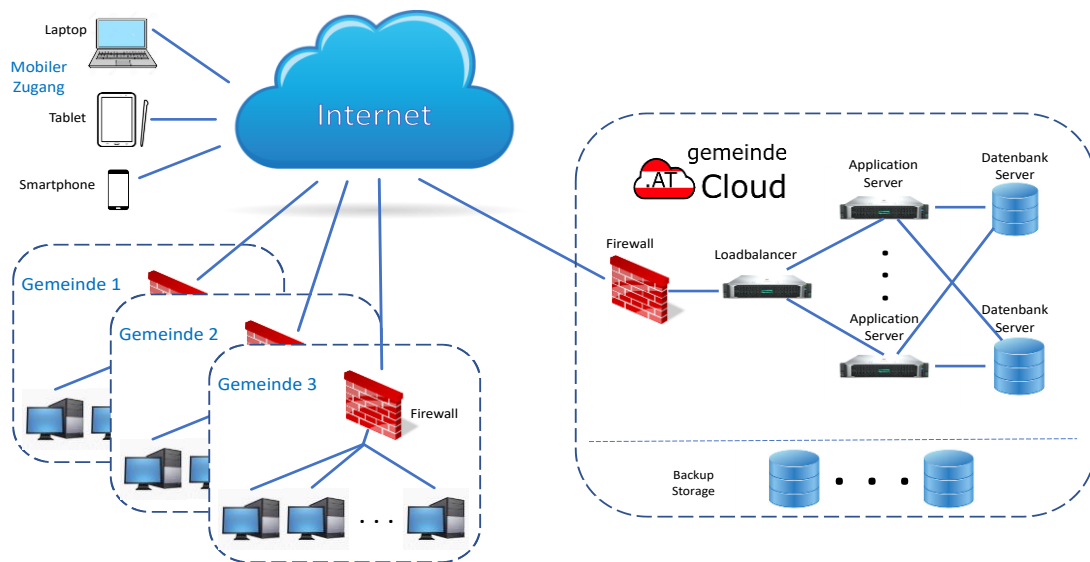 Laptop
Mobiler
Zugang
Tablet
Smartphone
Internet
gemeinde
.AT
Cloud
Application
Server
Datenbank
Server
Firewall
Loadbalancer
Application
Server
Datenbank
Server
Gemeinde 1
Gemeinde 2
Gemeinde 3
Firewall
. . .
Backup
Storage